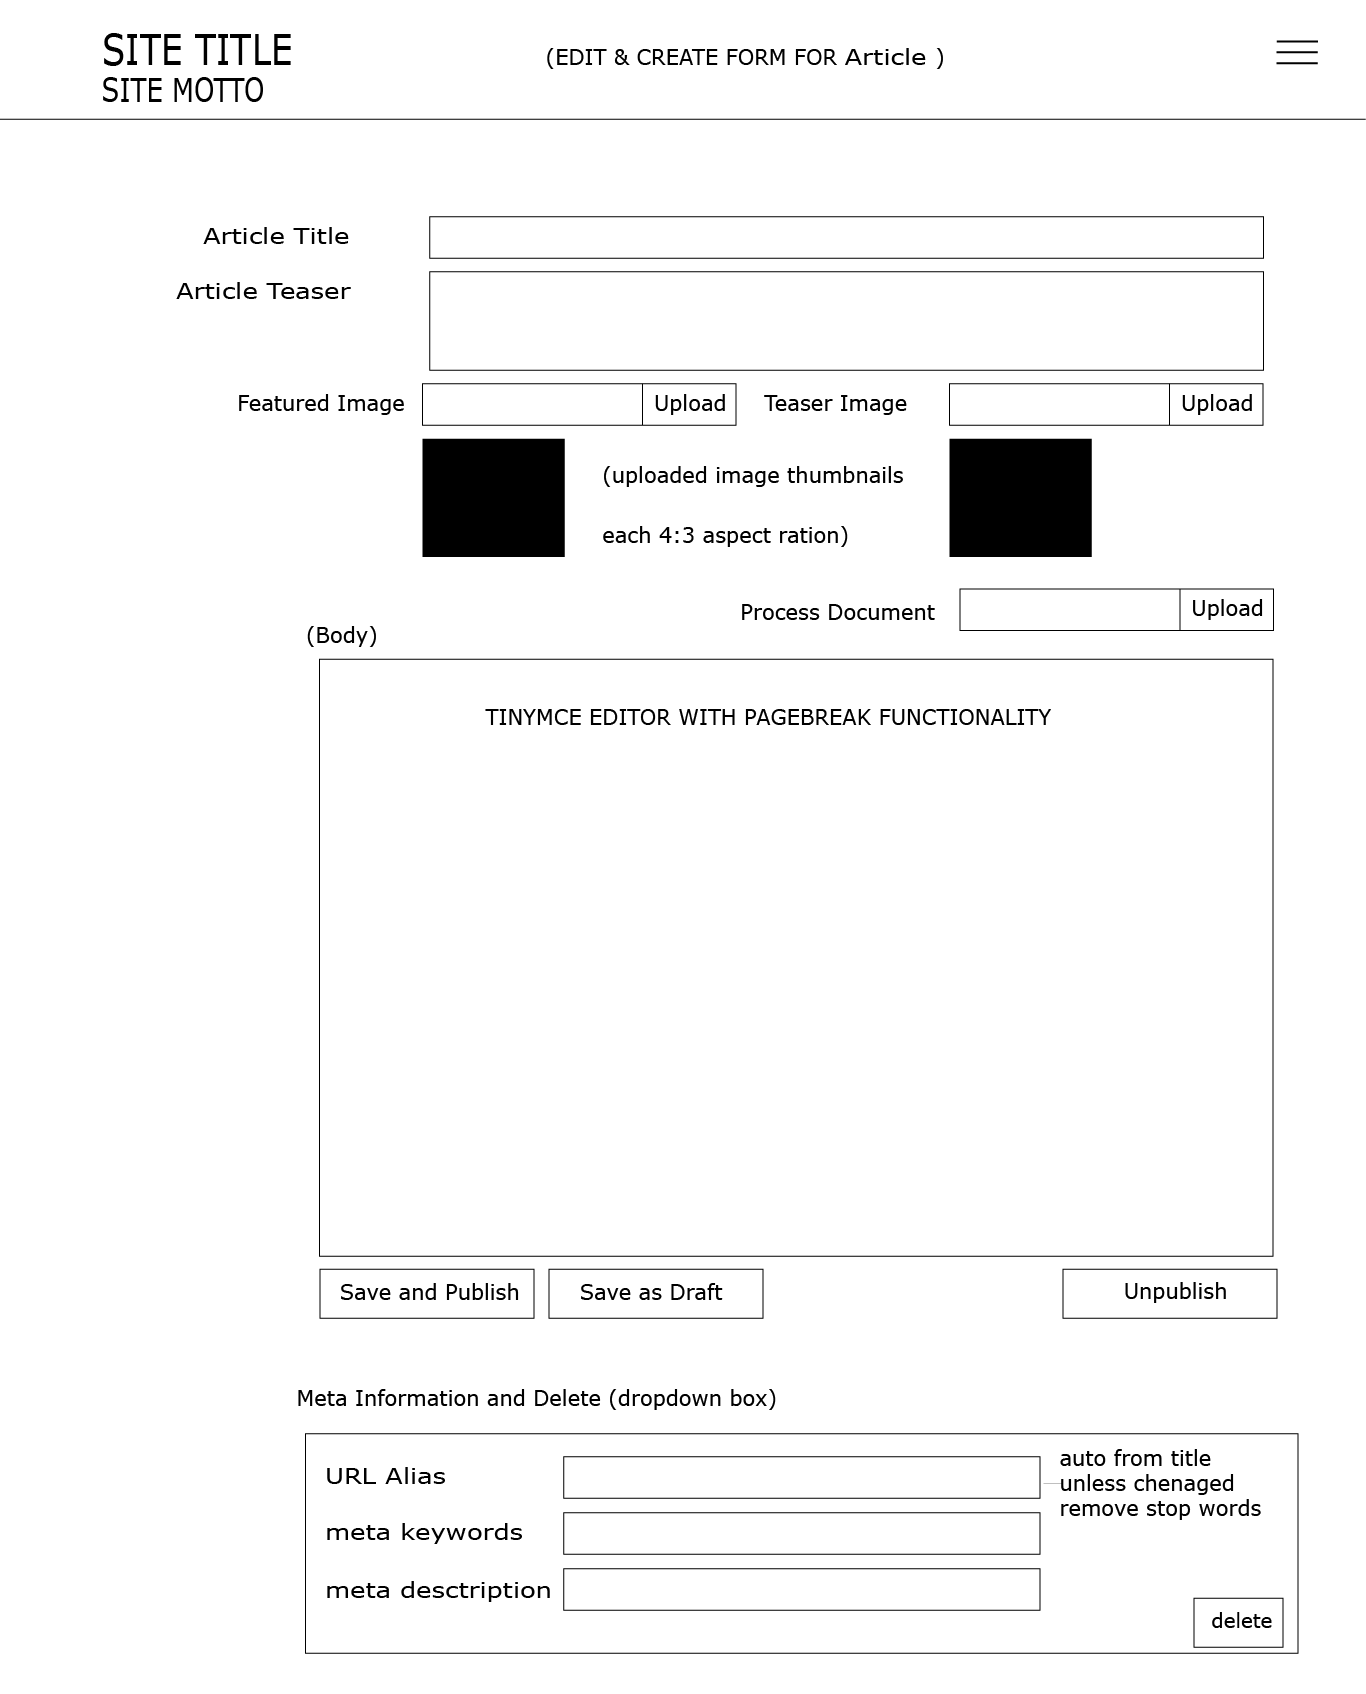 SITE TITLE
SITE MOTTO
(EDIT & CREATE FORM FOR Article )
Article Title
Article Teaser
Featured Image
Upload
Teaser Image
Upload
(uploaded image thumbnails
each 4:3 aspect ration)
Process Document
Upload
(Body)
TINYMCE EDITOR WITH PAGEBREAK FUNCTIONALITY
Save and Publish
Save as Draft
Unpublish
Meta Information and Delete (dropdown box)
URL Alias
auto from title
unless chenaged
remove stop words
meta keywords
meta desctription
delete